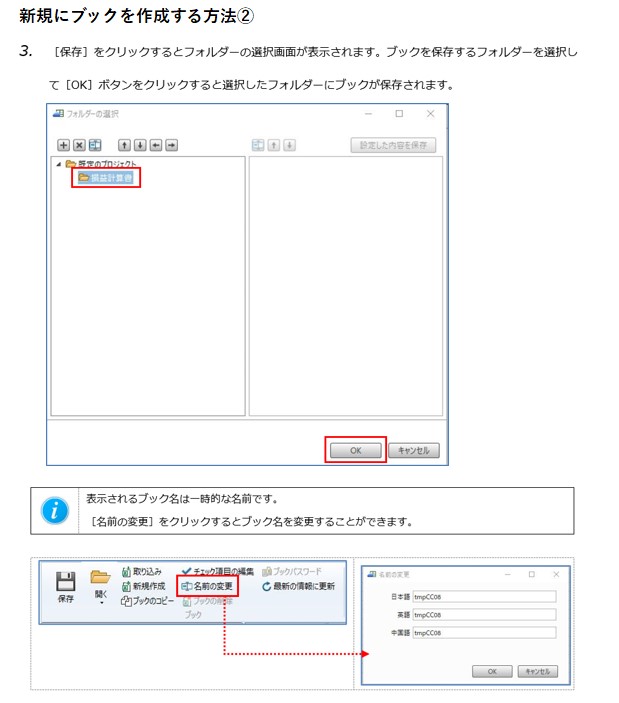 新規にブックを作成する方法②
3. ［保存］をクリックするとフォルダーの選択画面が表示されます。ブックを保存するフォルダーを選択し
て［OK］ボタンをクリックすると選択したフォルダーにブックが保存されます。
フォルダーの選択
設定した内容を保存
既定のプロジェクト
損益計算書
OK キャンセル
表示されるブック名は一時的な名前です。
［名前の変更］をクリックするとブック名を変更することができます。
取り込み チェック項目の編集 ブックパスワード
新規作成 名前の変更 最新の情報に更新
保存 開く ブックのコピー ブックの削除
ブック
名前の変更
日本語 tmpCC08
英語 tmpCC08
中国語 tmpCC08
OK キャンセル